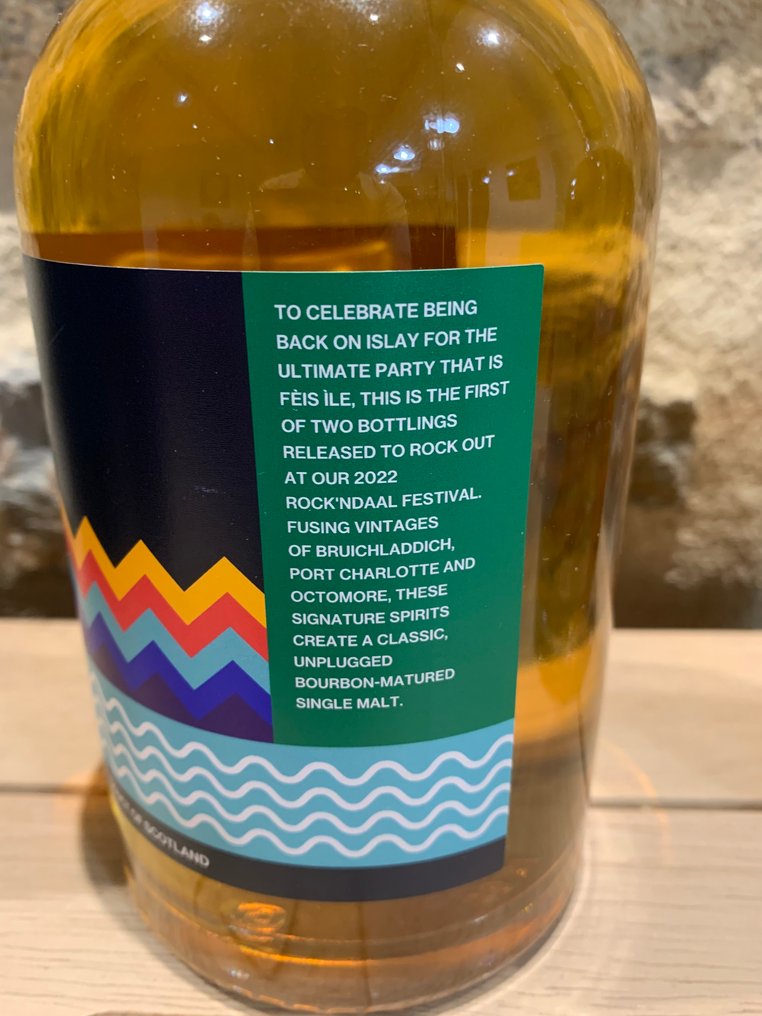 TO CELEBRATE BEING
BACK ON ISLAY FOR THE
ULTIMATE PARTY THAT IS
FÈIS ÌLE, THIS IS THE FIRST
OF TWO BOTTLINGS
RELEASED TO ROCK OUT
AT OUR 2022
ROCK'NDAAL FESTIVAL.
FUSING VINTAGES
OF BRUICHLADDICH,
PORT CHARLOTTE AND
OCTOMORE, THESE
SIGNATURE SPIRITS
CREATE A CLASSIC,
UNPLUGGED
BOURBON-MATURED
SINGLE MALT.
OF SCOTLAND